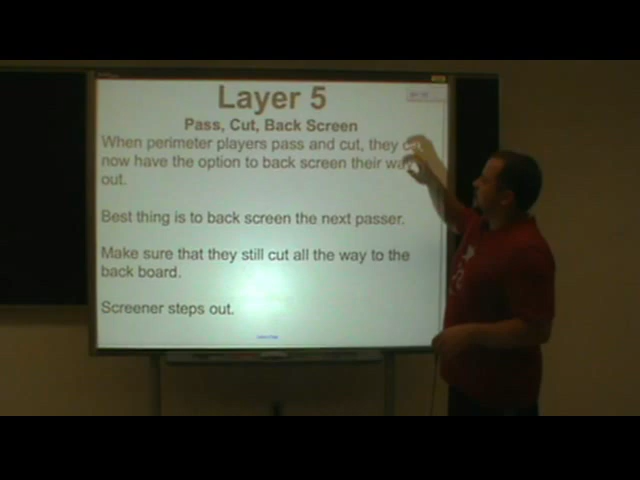 Layer 5
Pass, Cut, Back Screen
When perimeter players pass and cut, they
now have the option to back screen their way
out.
Best thing is to back screen the next passer.
Make sure that they still cut all the way to the
back board.
Screener steps out.